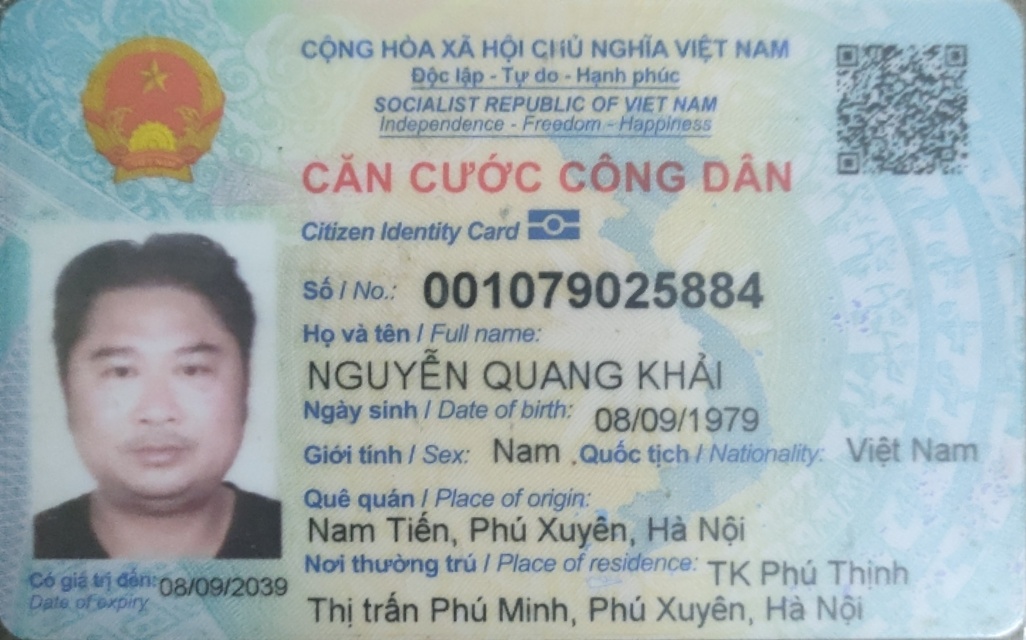 CỘNG HÒA XÃ HỘI CHỦ NGHĨA VIỆT NAM
Độc lập - Tự do - Hạnh phúc
SOCIALIST REPUBLIC OF VIET NAM
Independence - Freedom - Happiness
CĂN CƯỚC CÔNG DÂN
Citizen Identity Card
Số / No.: 001079025884
Họ và tên / Full name:
NGUYỄN QUANG KHẢI
Ngày sinh / Date of birth: 08/09/1979
Giới tính / Sex: Nam Quốc tịch / Nationality: Việt Nam
Quê quán / Place of origin:
Nam Tiến, Phú Xuyên, Hà Nội
Nơi thường trú / Place of residence: TK Phú Thịnh
Thị trấn Phú Minh, Phú Xuyên, Hà Nội
Có giá trị đến: 08/09/2039
Date of expiry